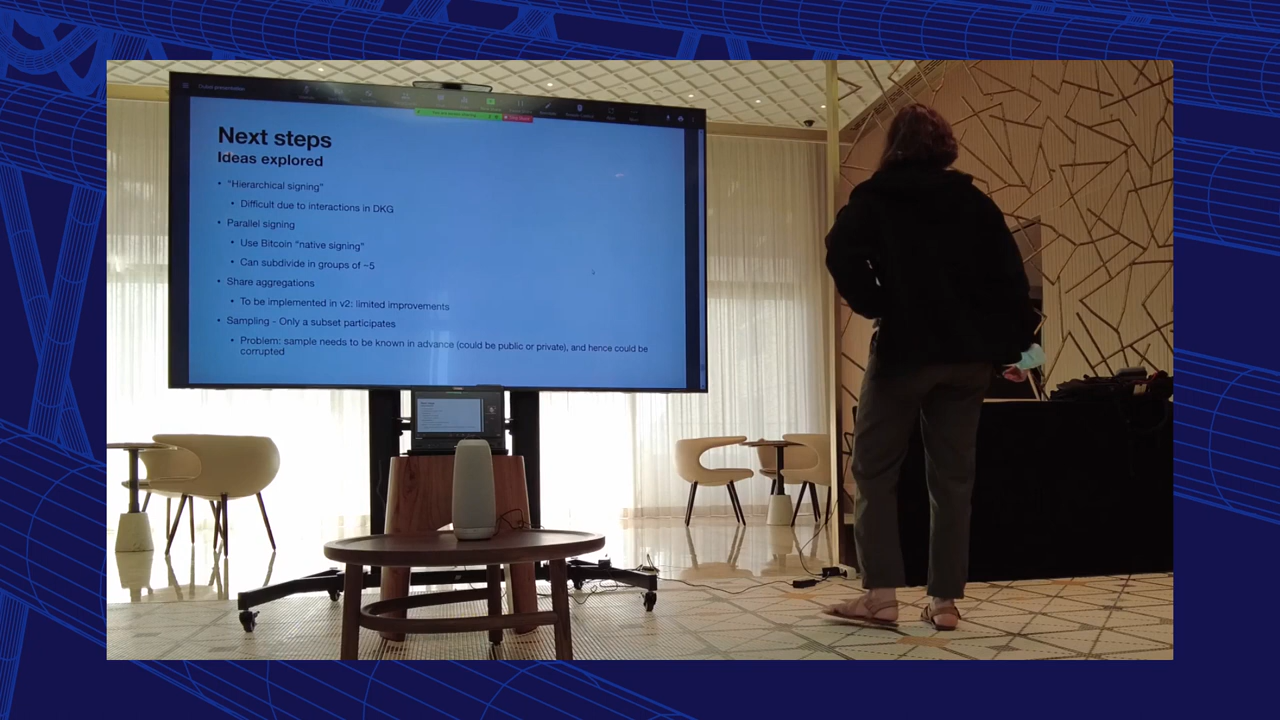 Next steps
Ideas explored
• "Hierarchical signing"
• Difficult due to interactions in DKG
• Parallel signing
• Use Bitcoin "native signing"
• Can subdivide in groups of ~5
• Share aggregations
• To be implemented in v2: limited improvements
• Sampling - Only a subset participates
• Problem: sample needs to be known in advance (could be public or private), and hence could be
corrupted